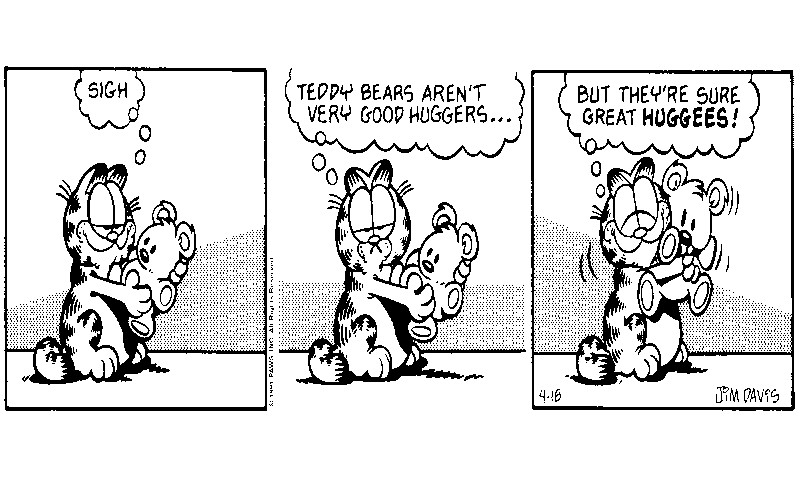 SIGH
TEDDY BEARS AREN'T
VERY GOOD HUGGERS...
BUT THEY'RE SURE
GREAT HUGGEES!
4-18
JIM DAVIS